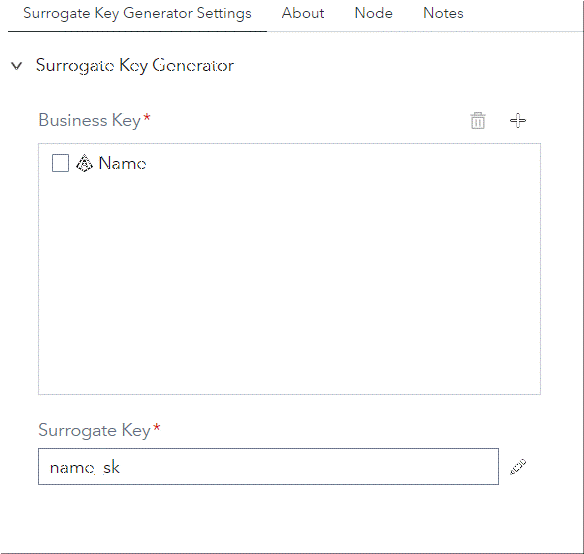 Surrogate Key Generator Settings About Node Notes
Surrogate Key Generator
Business Key*
Name
Surrogate Key*
name_sk